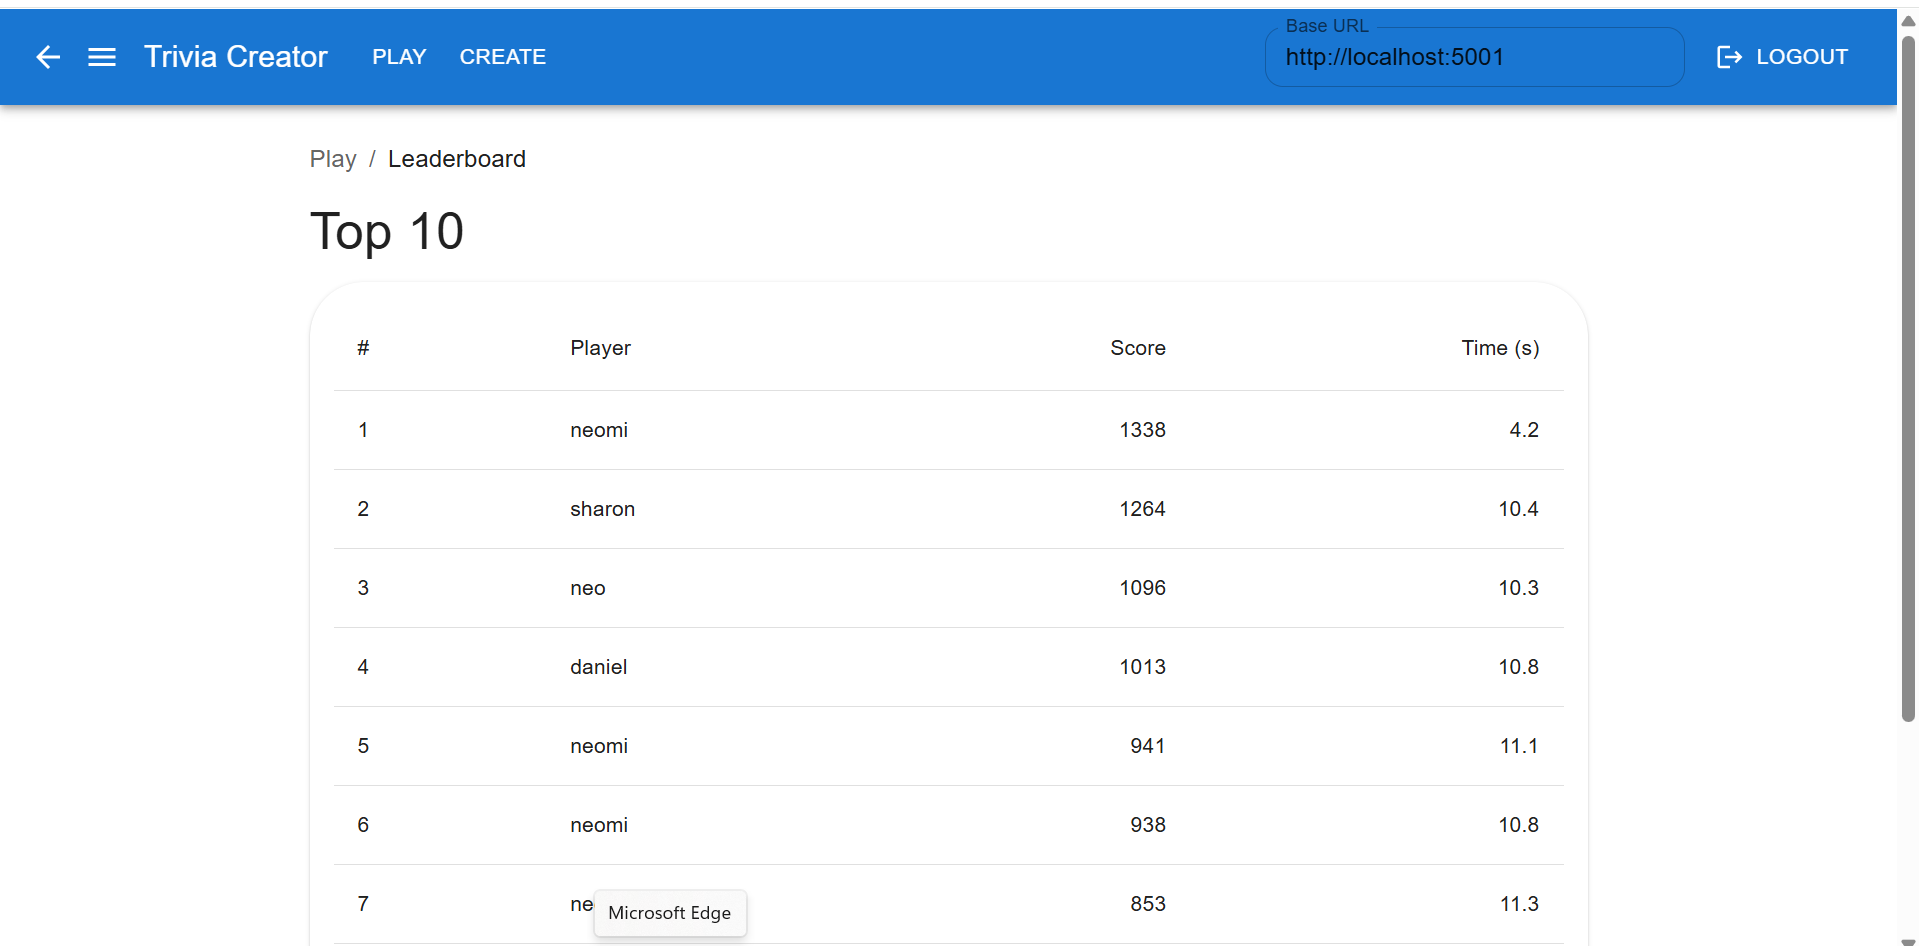 Trivia Creator PLAY CREATE Base URL http://localhost:5001 LOGOUT
Play / Leaderboard
Top 10
# Player Score Time (s)
1 neomi 1338 4.2
2 sharon 1264 10.4
3 neo 1096 10.3
4 daniel 1013 10.8
5 neomi 941 11.1
6 neomi 938 10.8
7 853 11.3
Microsoft Edge